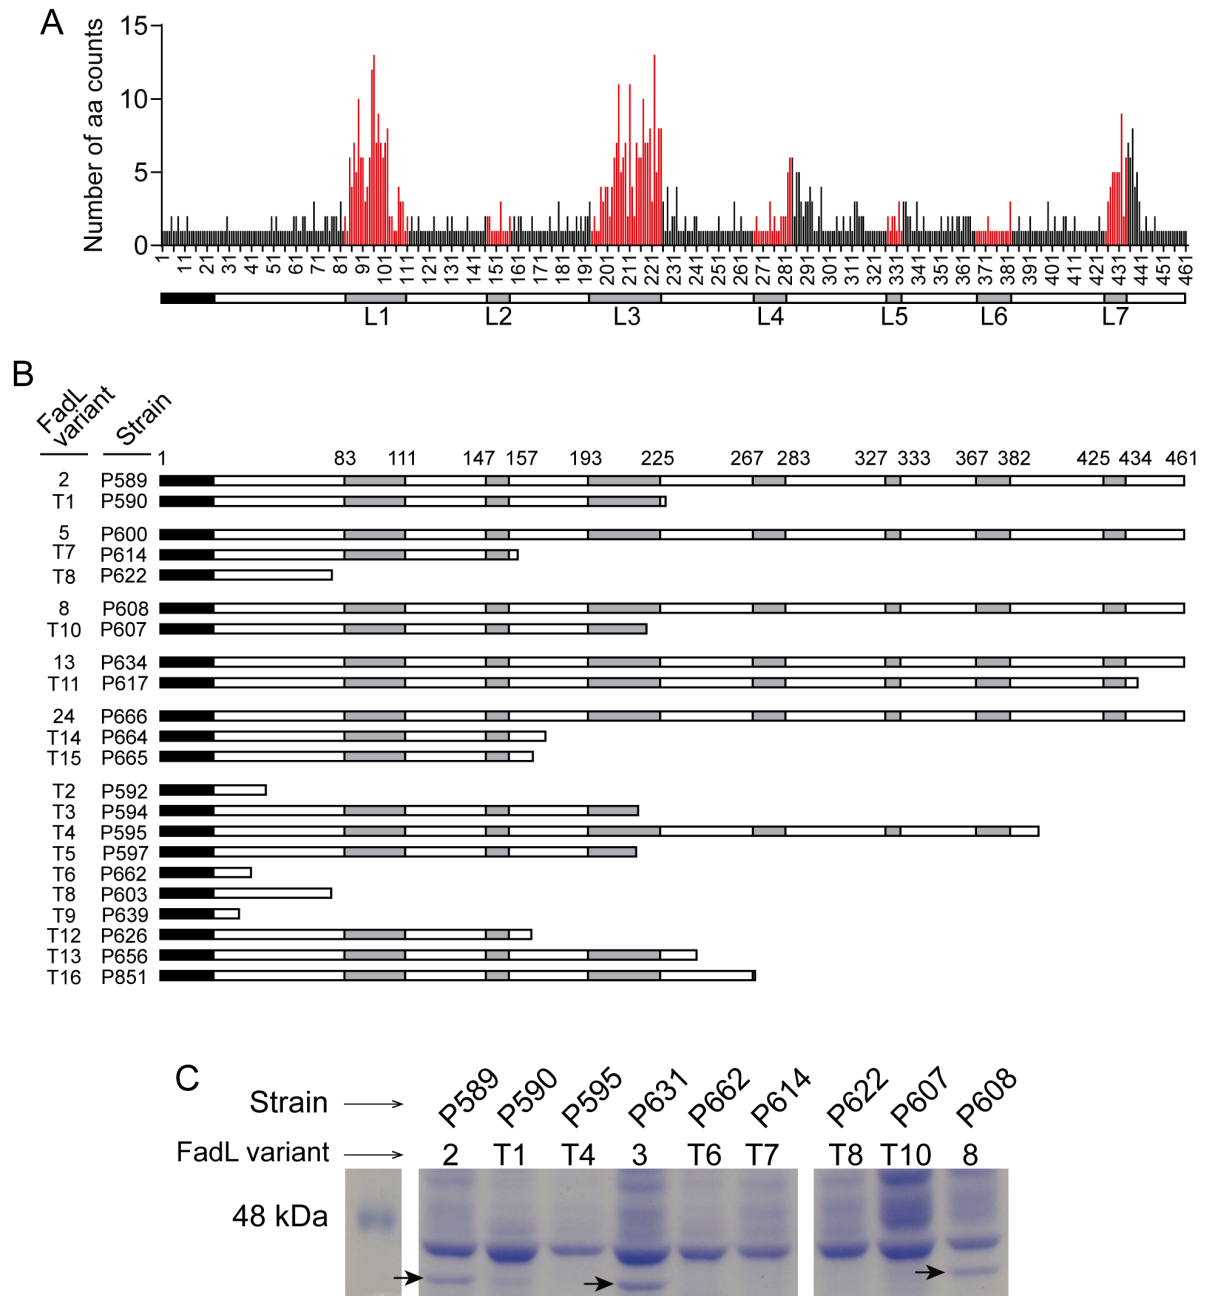 A
Number of aa counts
15
10
5
0
1 11 21 31 41 51 61 71 81 91 101 111 121 131 141 151 161 171 181 191 201 211 221 231 241 251 261 271 281 291 301 311 321 331 341 351 361 371 381 391 401 411 421 431 441 451 461
L1 L2 L3 L4 L5 L6 L7
B
FadL variant Strain
1 83 111 147 157 193 225 267 283 327 333 367 382 425 434 461
2 P589
T1 P590
5 P600
T7 P614
T8 P622
8 P608
T10 P607
13 P634
T11 P617
24 P666
T14 P664
T15 P665
T2 P592
T3 P594
T4 P595
T5 P597
T6 P662
T8 P603
T9 P639
T12 P626
T13 P656
T16 P851
C
Strain P589 P590 P595 P631 P662 P614 P622 P607 P608
FadL variant 2 T1 T4 3 T6 T7 T8 T10 8
48 kDa